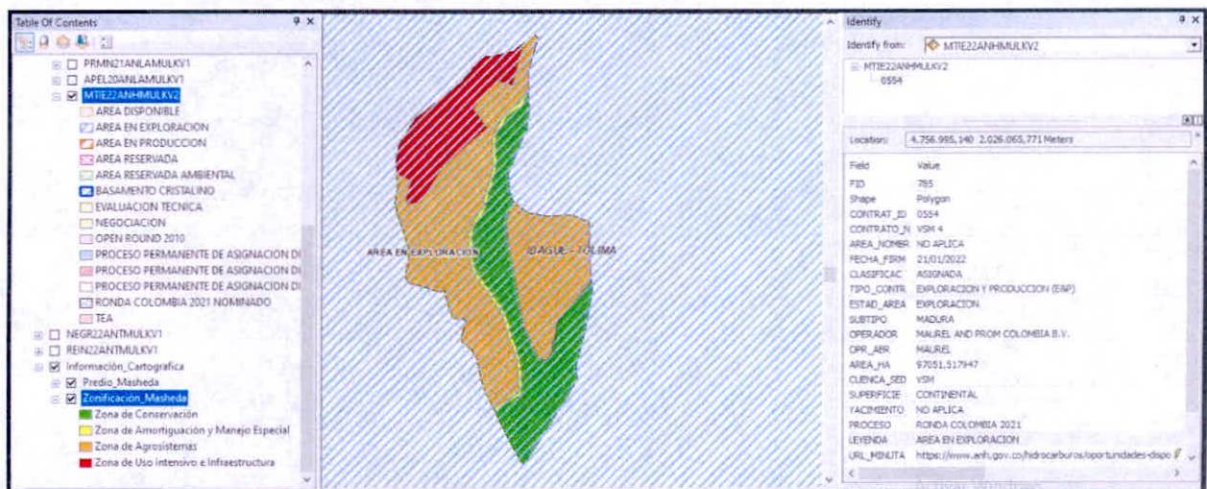 Table Of Contents
PRMN21ANLAMULKV1
APEL20ANLAMULKV1
MTIE22ANHMULKV2
AREA DISPONIBLE
AREA EN EXPLORACION
AREA EN PRODUCCION
AREA RESERVADA
AREA RESERVADA AMBIENTAL
BASAMENTO CRISTALINO
EVALUACION TECNICA
NEGOCIACION
OPEN ROUND 2010
PROCESO PERMANENTE DE ASIGNACION DI
PROCESO PERMANENTE DE ASIGNACION DI
PROCESO PERMANENTE DE ASIGNACION DI
RONDA COLOMBIA 2021 NOMINADO
TEA
NEGR22ANTMULKV1
REIN22ANTMULKV1
Información_Cartografica
Predio_Masheda
Zonificación_Masheda
Zona de Conservación
Zona de Amortiguación y Manejo Especial
Zona de Agrosistemas
Zona de Uso Intensivo e Infraestructura
AREA EN EXPLORACION
IBAGUE - TOLIMA
Identify
Identify from: MTIE22ANHMULKV2
MTIE22ANHMULKV2
0554
Location: 4.756.995,140 2.026.065,771 Meters
Field Value
FID 785
Shape Polygon
CONTRAT_ID 0554
CONTRATO_N VSM 4
AREA_NOMBR NO APLICA
FECHA_FIRM 21/01/2022
CLASIFICAC ASIGNADA
TIPO_CONTR EXPLORACION Y PRODUCCION (E&P)
ESTAD_AREA EXPLORACION
SUBTIPO MADURA
OPERADOR MAUREL AND PROM COLOMBIA B.V.
OPR_ABR MAUREL
AREA_HA 97051,517947
CUENCA_SED VSM
SUPERFICIE CONTINENTAL
YACIMIENTO NO APLICA
PROCESO RONDA COLOMBIA 2021
LEYENDA AREA EN EXPLORACION
URL_MINUTA https://www.anh.gov.co/hidrocarburos/oportunidades-dispo